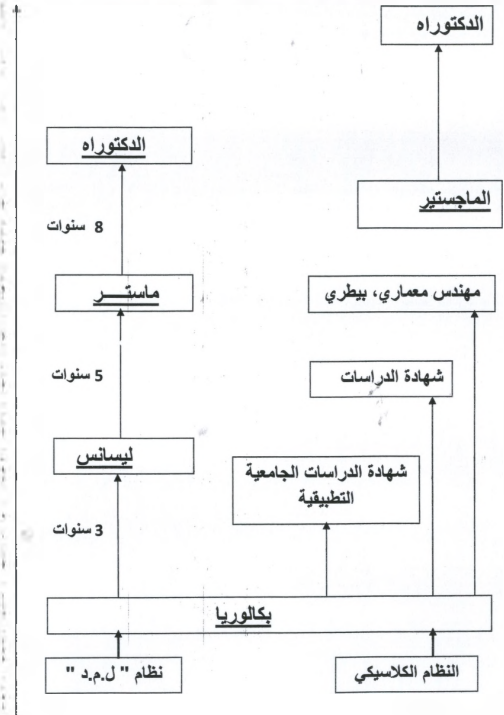 الدكتوراه
الدكتوراه
الماجستير
8 سنوات
ماستـــر
مهندس معماري، بيطري
5 سنوات
شهادة الدراسات
ليسانس
شهادة الدراسات الجامعية
التطبيقية
3 سنوات
بكالوريا
نظام " ل.م.د "
النظام الكلاسيكي